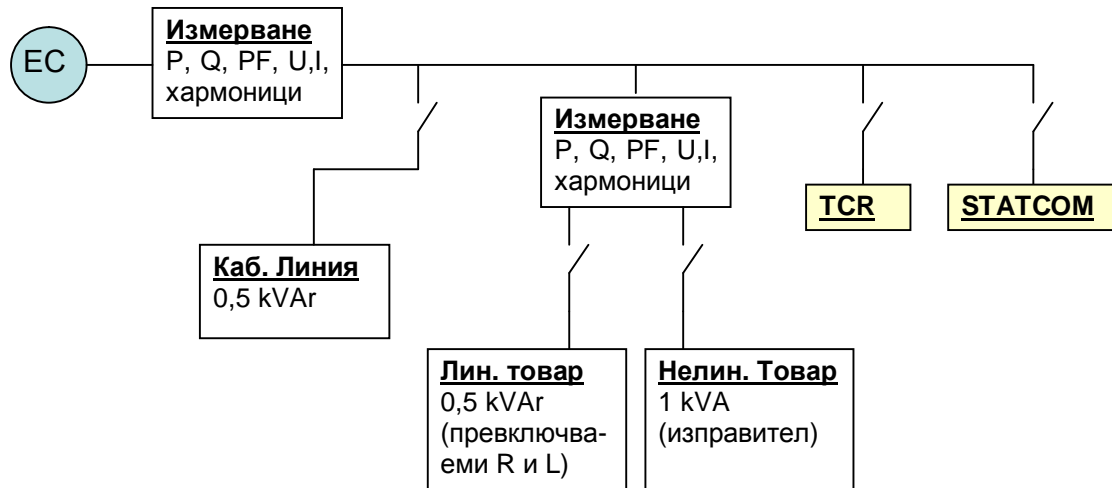 ЕС
Измерване
P, Q, PF, U,I,
хармоници
Измерване
P, Q, PF, U,I,
хармоници
TCR
STATCOM
Каб. Линия
0,5 kVAr
Лин. товар
0,5 kVAr
(превключва-
еми R и L)
Нелин. Товар
1 kVA
(изправител)